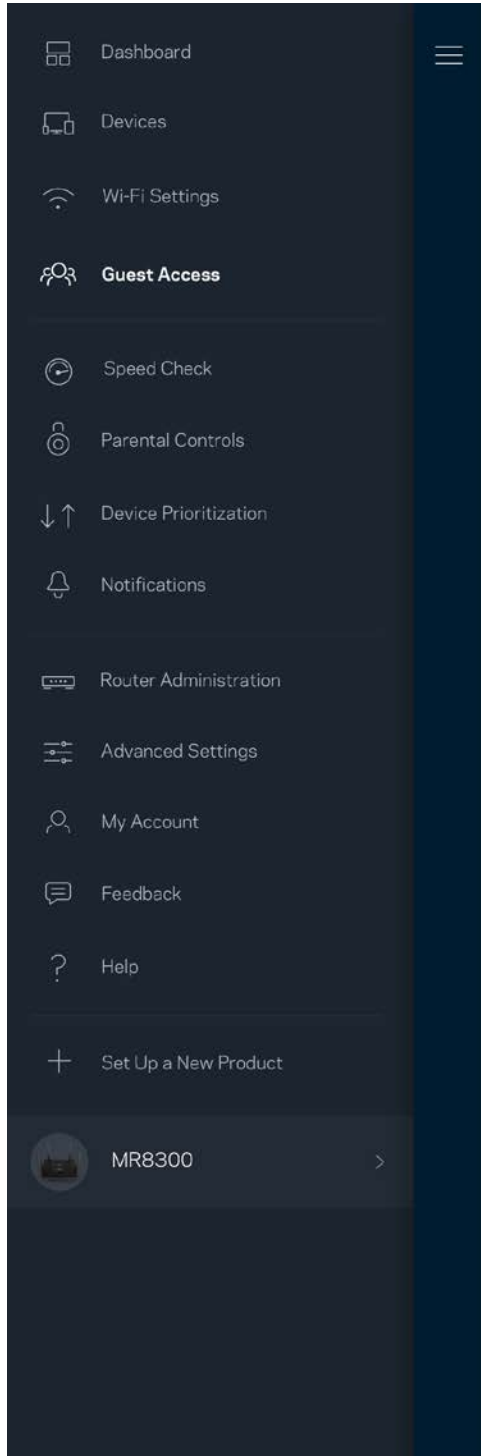 Dashboard
Devices
Wi-Fi Settings
Guest Access
Speed Check
Parental Controls
Device Prioritization
Notifications
Router Administration
Advanced Settings
My Account
Feedback
Help
Set Up a New Product
MR8300